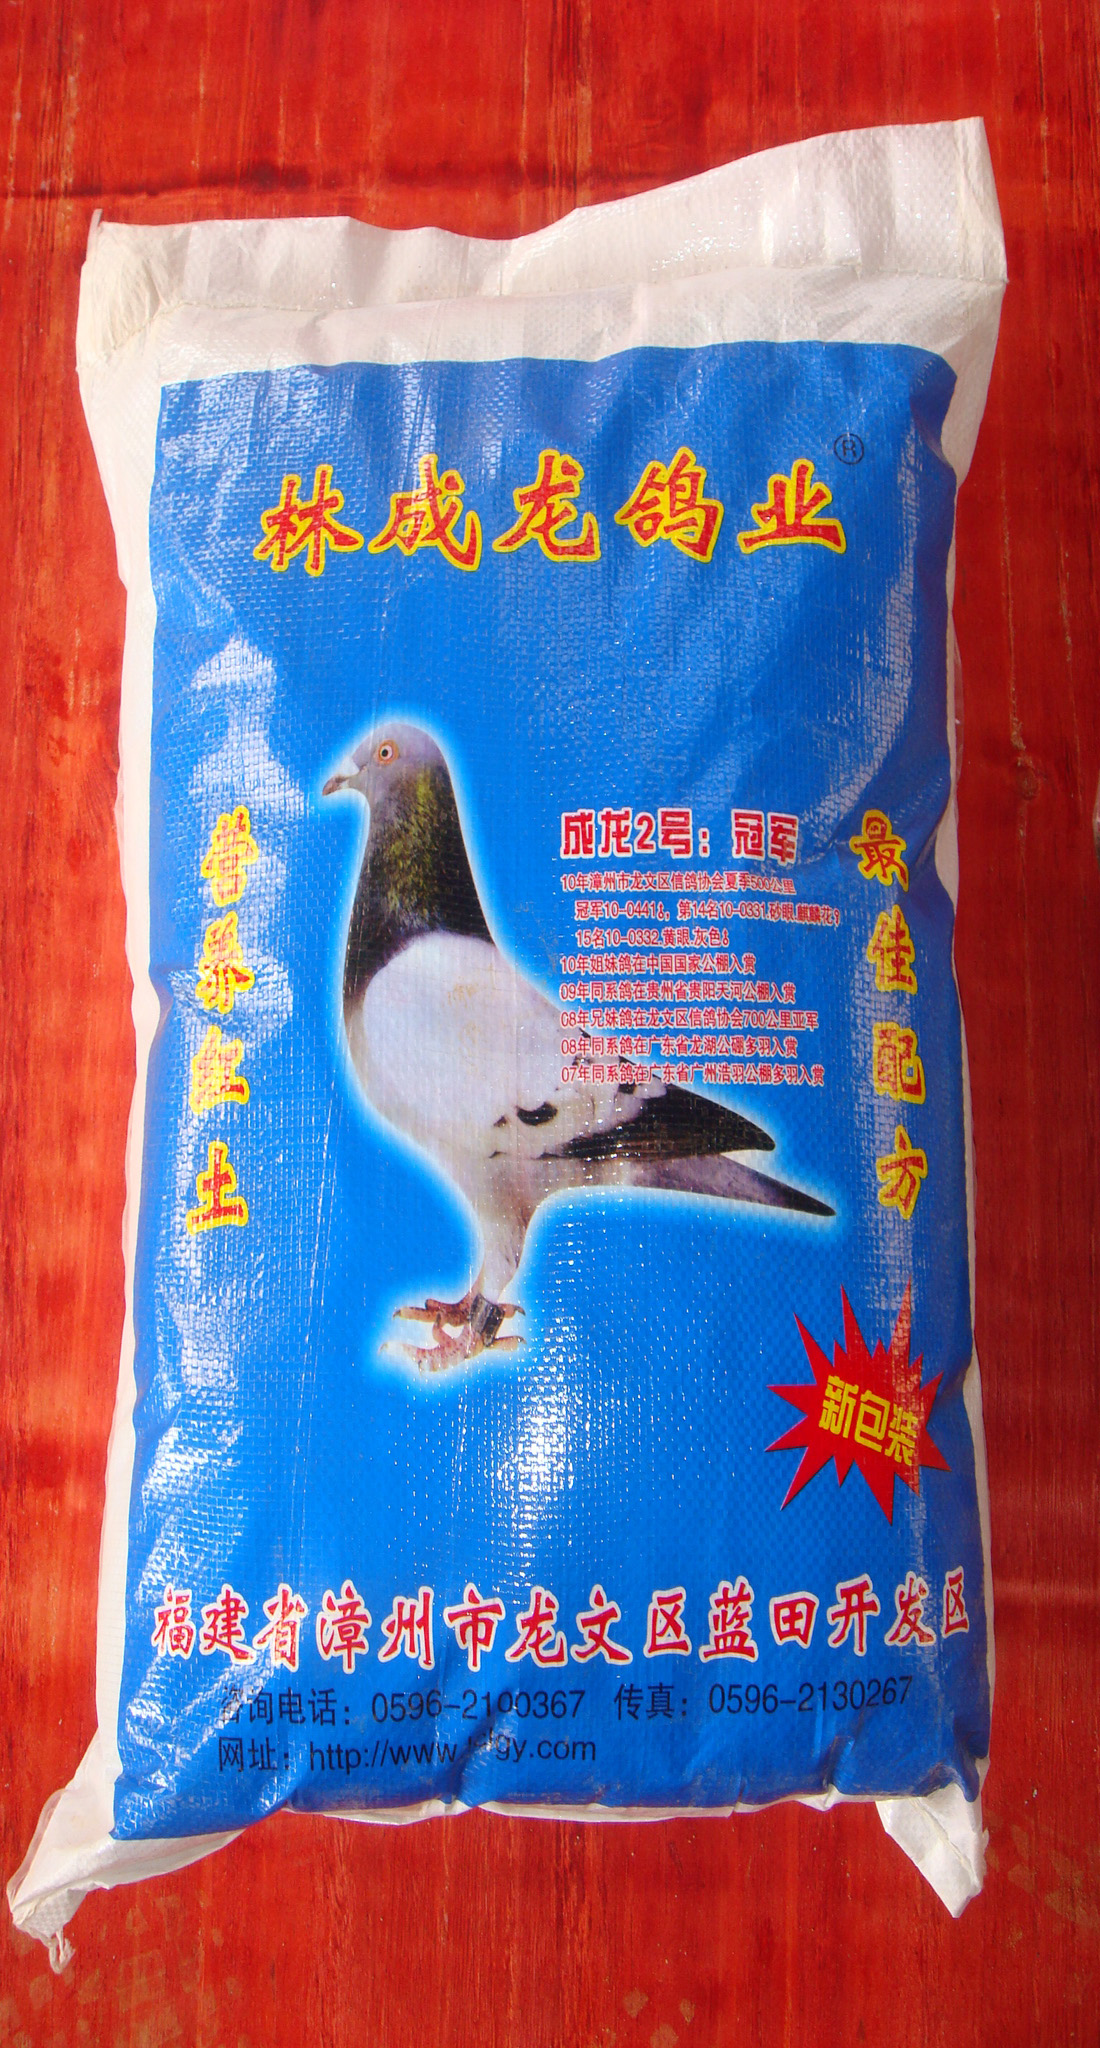 林成龙鸽业®
营养红土
最佳配方
成龙2号：冠军
10年漳州市龙文区信鸽协会夏季500公里
冠军10-0441♂，第14名10-0331.砂眼.麒麟花♀
15名10-0332.黄眼.灰色♂
10年姐妹鸽在中国国家公棚入赏
09年同系鸽在贵州省贵阳天河公棚入赏
08年兄妹鸽在龙文区信鸽协会700公里亚军
08年同系鸽在广东省龙湖公硼多羽入赏
07年同系鸽在广东省广州浩羽公棚多羽入赏
新包装
福建省漳州市龙文区蓝田开发区
咨询电话：0596-2100367 传真：0596-2130267
网址：http://www.